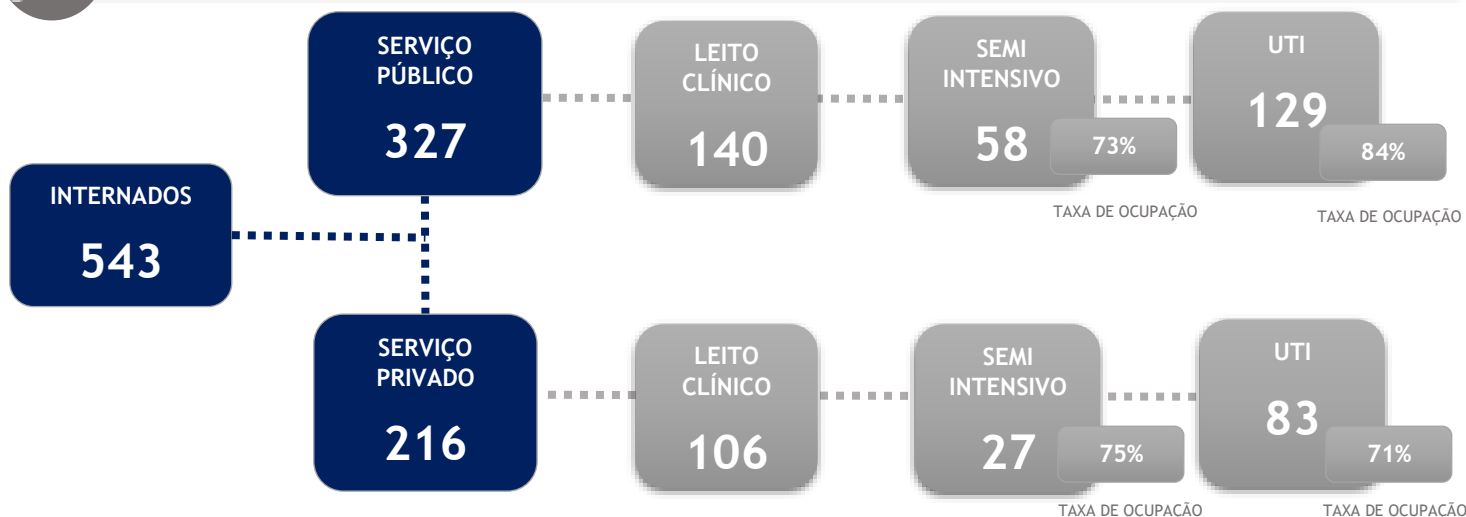 INTERNADOS
543
SERVIÇO
PÚBLICO
327
LEITO
CLÍNICO
140
SEMI
INTENSIVO
58
73%
TAXA DE OCUPAÇÃO
UTI
129
84%
TAXA DE OCUPAÇÃO
SERVIÇO
PRIVADO
216
LEITO
CLÍNICO
106
SEMI
INTENSIVO
27
75%
TAXA DE OCUPAÇÃO
UTI
83
71%
TAXA DE OCUPAÇÃO